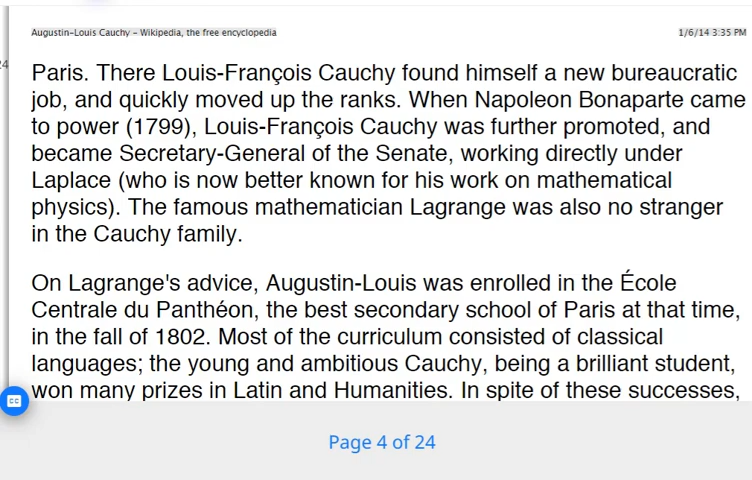 Augustin-Louis Cauchy - Wikipedia, the free encyclopedia 1/6/14 3:35 PM
24
Paris. There Louis-François Cauchy found himself a new bureaucratic
job, and quickly moved up the ranks. When Napoleon Bonaparte came
to power (1799), Louis-François Cauchy was further promoted, and
became Secretary-General of the Senate, working directly under
Laplace (who is now better known for his work on mathematical
physics). The famous mathematician Lagrange was also no stranger
in the Cauchy family.
On Lagrange's advice, Augustin-Louis was enrolled in the École
Centrale du Panthéon, the best secondary school of Paris at that time,
in the fall of 1802. Most of the curriculum consisted of classical
languages; the young and ambitious Cauchy, being a brilliant student,
won many prizes in Latin and Humanities. In spite of these successes,
CC
Page 4 of 24